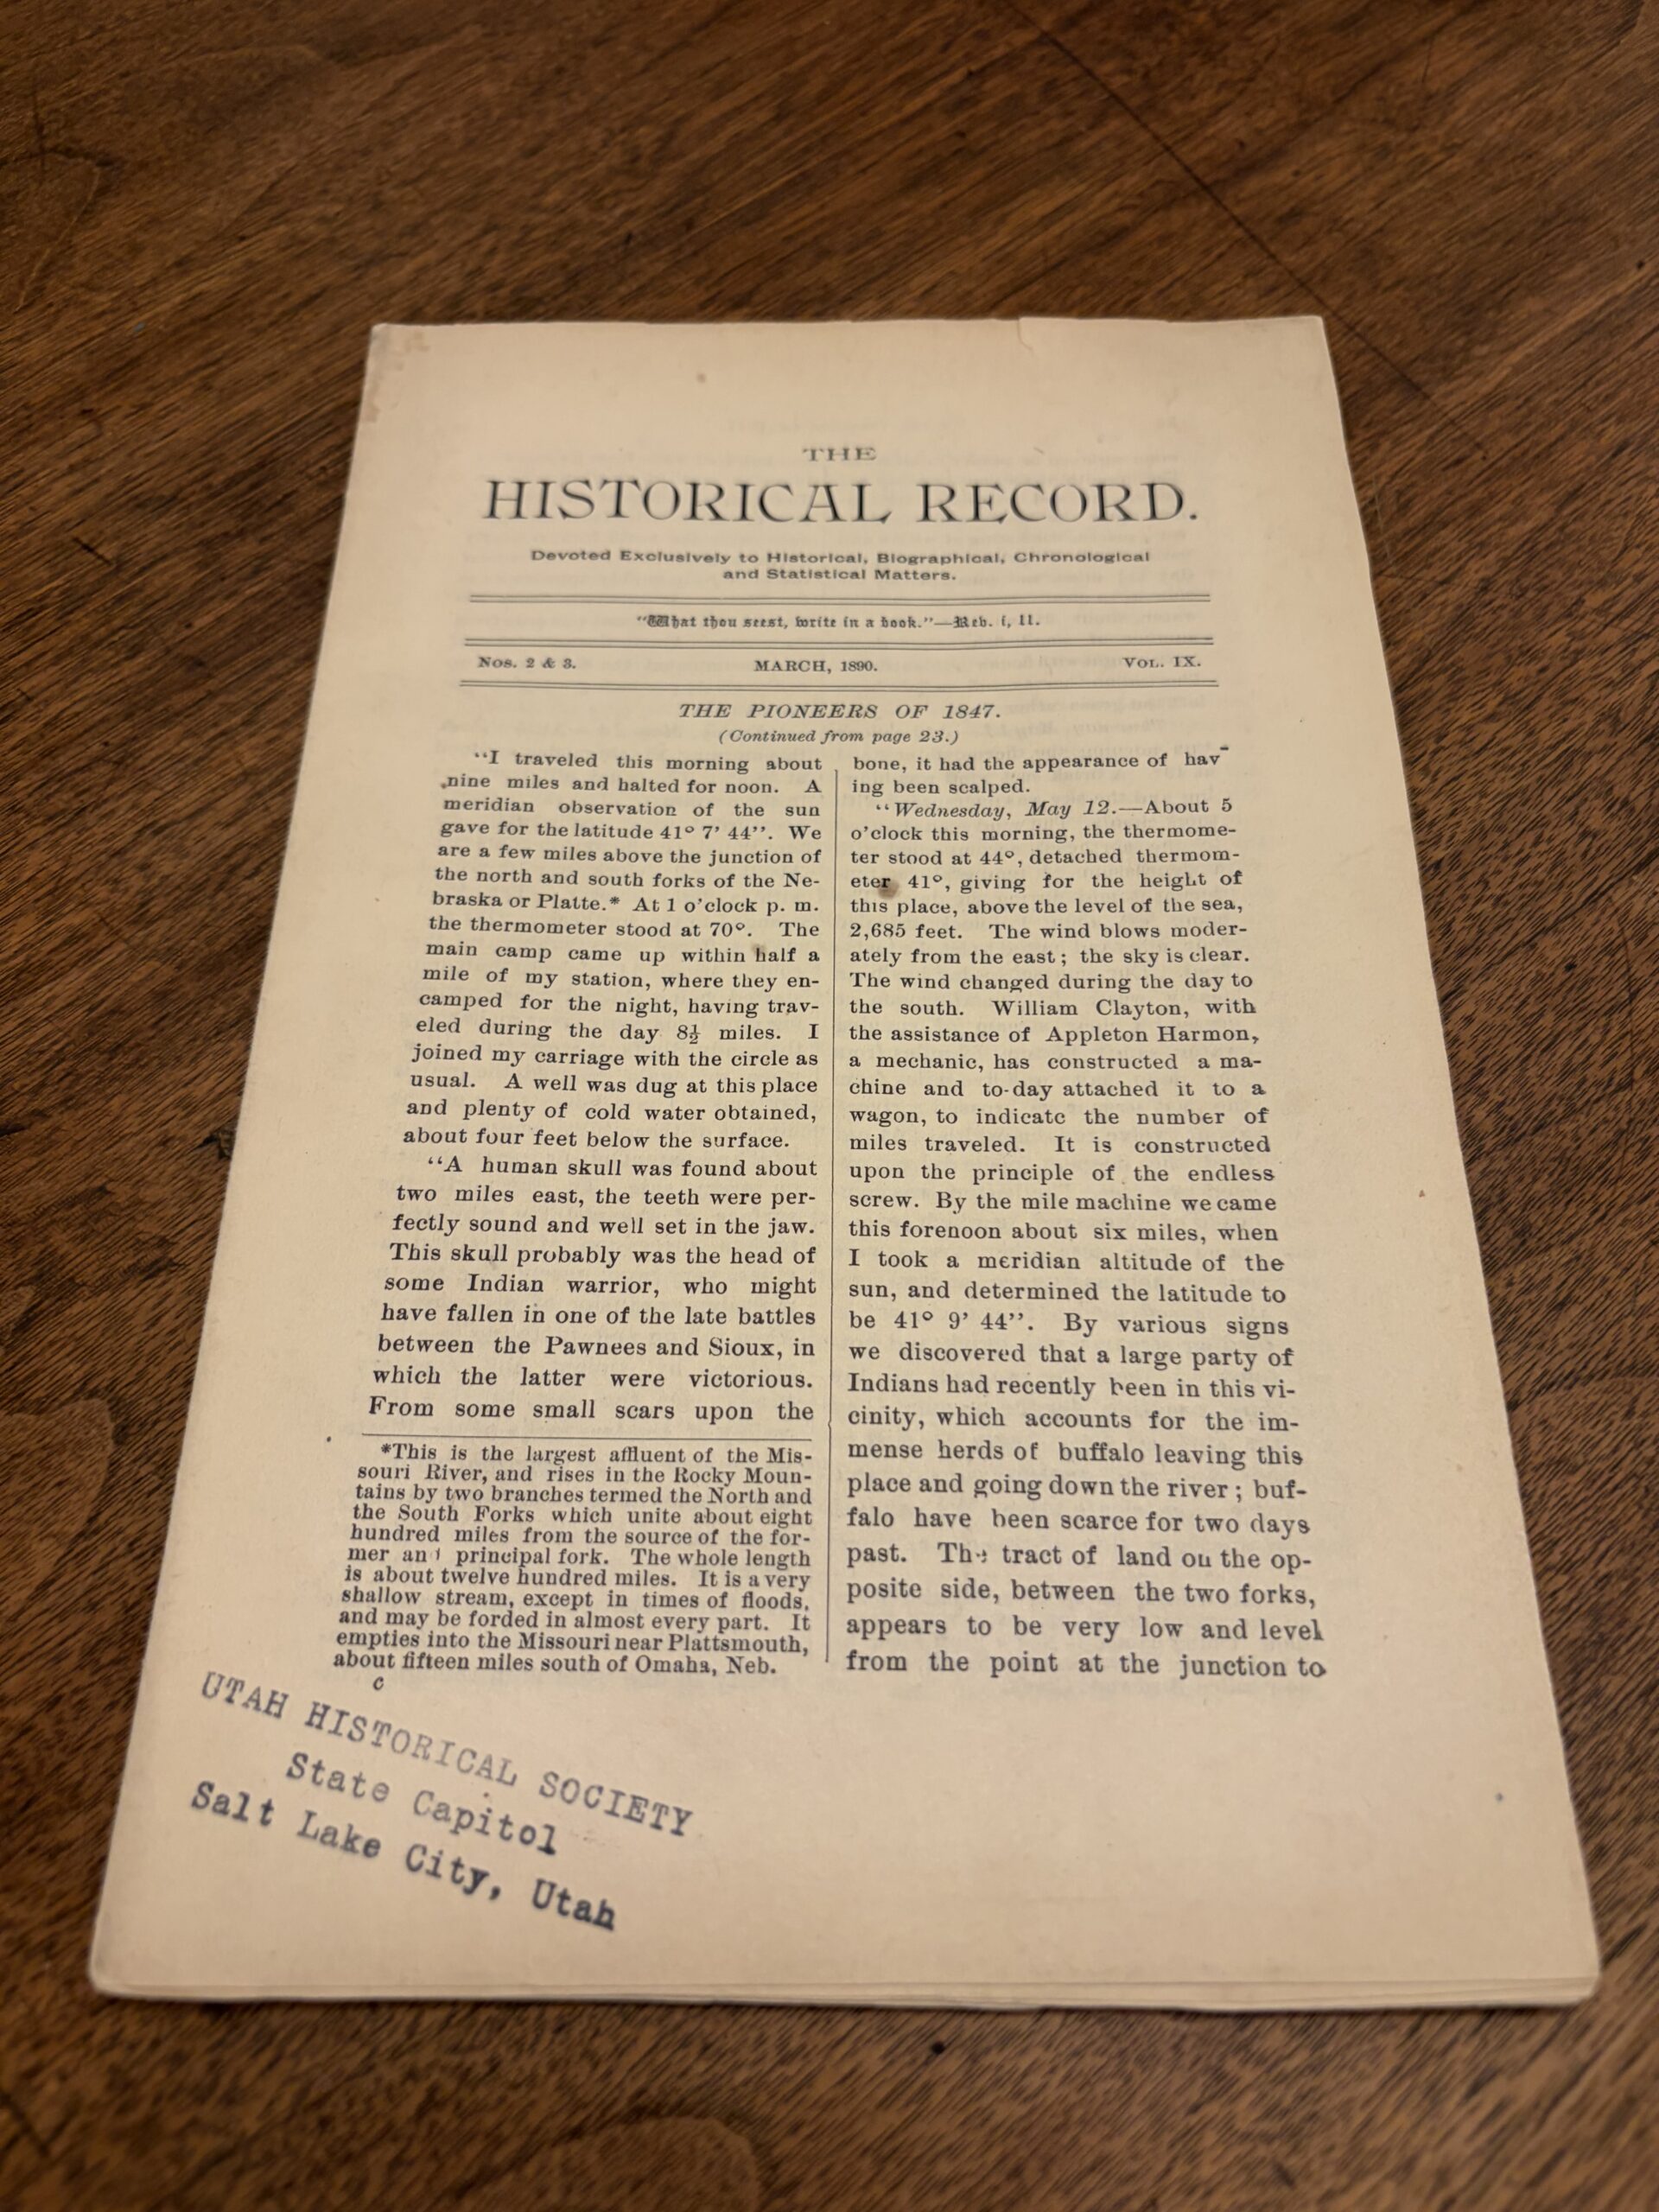 THE
HISTORICAL RECORD.
Devoted Exclusively to Historical, Biographical, Chronological
and Statistical Matters.
"What thou seest, write in a book."—Rev. i, 11.
Nos. 2 & 3. MARCH, 1890. VOL. IX.
THE PIONEERS OF 1847.
(Continued from page 23.)
"I traveled this morning about
nine miles and halted for noon. A
meridian observation of the sun
gave for the latitude 41° 7' 44". We
are a few miles above the junction of
the north and south forks of the Ne-
braska or Platte.* At 1 o'clock p. m.
the thermometer stood at 70°. The
main camp came up within half a
mile of my station, where they en-
camped for the night, having trav-
eled during the day 8½ miles. I
joined my carriage with the circle as
usual. A well was dug at this place
and plenty of cold water obtained,
about four feet below the surface.
"A human skull was found about
two miles east, the teeth were per-
fectly sound and well set in the jaw.
This skull probably was the head of
some Indian warrior, who might
have fallen in one of the late battles
between the Pawnees and Sioux, in
which the latter were victorious.
From some small scars upon the
*This is the largest affluent of the Mis-
souri River, and rises in the Rocky Moun-
tains by two branches termed the North and
the South Forks which unite about eight
hundred miles from the source of the for-
mer and principal fork. The whole length
is about twelve hundred miles. It is a very
shallow stream, except in times of floods,
and may be forded in almost every part. It
empties into the Missouri near Plattsmouth,
about fifteen miles south of Omaha, Neb.
c
bone, it had the appearance of hav-
ing been scalped.
"Wednesday, May 12.—About 5
o'clock this morning, the thermome-
ter stood at 44°, detached thermom-
eter 41°, giving for the height of
this place, above the level of the sea,
2,685 feet. The wind blows moder-
ately from the east; the sky is clear.
The wind changed during the day to
the south. William Clayton, with
the assistance of Appleton Harmon,
a mechanic, has constructed a ma-
chine and to-day attached it to a
wagon, to indicate the number of
miles traveled. It is constructed
upon the principle of the endless
screw. By the mile machine we came
this forenoon about six miles, when
I took a meridian altitude of the
sun, and determined the latitude to
be 41° 9' 44". By various signs
we discovered that a large party of
Indians had recently been in this vi-
cinity, which accounts for the im-
mense herds of buffalo leaving this
place and going down the river; buf-
falo have been scarce for two days
past. The tract of land on the op-
posite side, between the two forks,
appears to be very low and level
from the point at the junction to
UTAH HISTORICAL SOCIETY
State Capitol
Salt Lake City, Utah